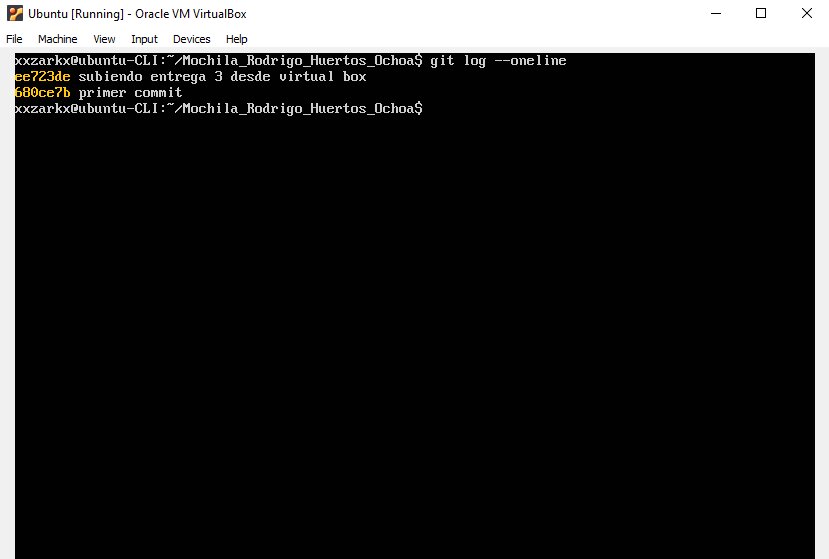 Ubuntu [Running] - Oracle VM VirtualBox
File Machine View Input Devices Help
xxzarkx@ubuntu-CLI:~/Mochila_Rodrigo_Huertos_Ochoa$ git log --oneline
ee723de subiendo entrega 3 desde virtual box
680ce7b primer commit
xxzarkx@ubuntu-CLI:~/Mochila_Rodrigo_Huertos_Ochoa$